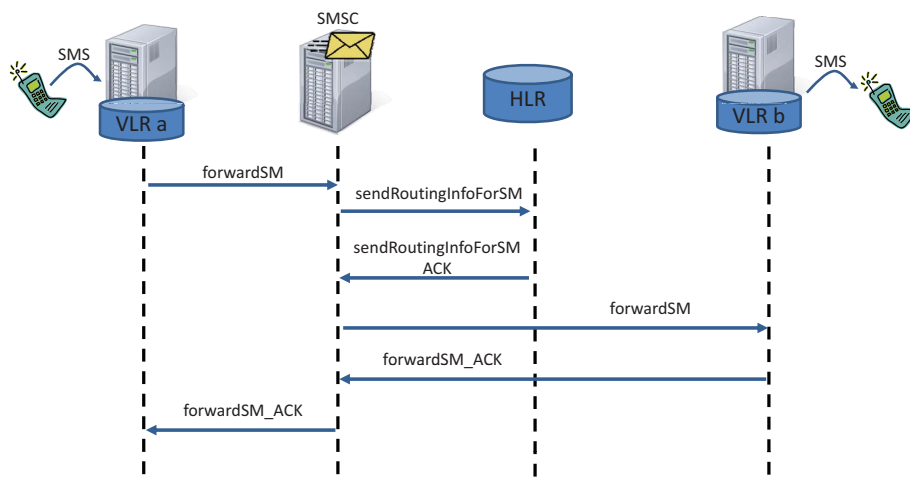 SMSC
SMS
SMS
VLR a
HLR
VLR b
forwardSM
sendRoutingInfoForSM
sendRoutingInfoForSM
ACK
forwardSM
forwardSM_ACK
forwardSM_ACK